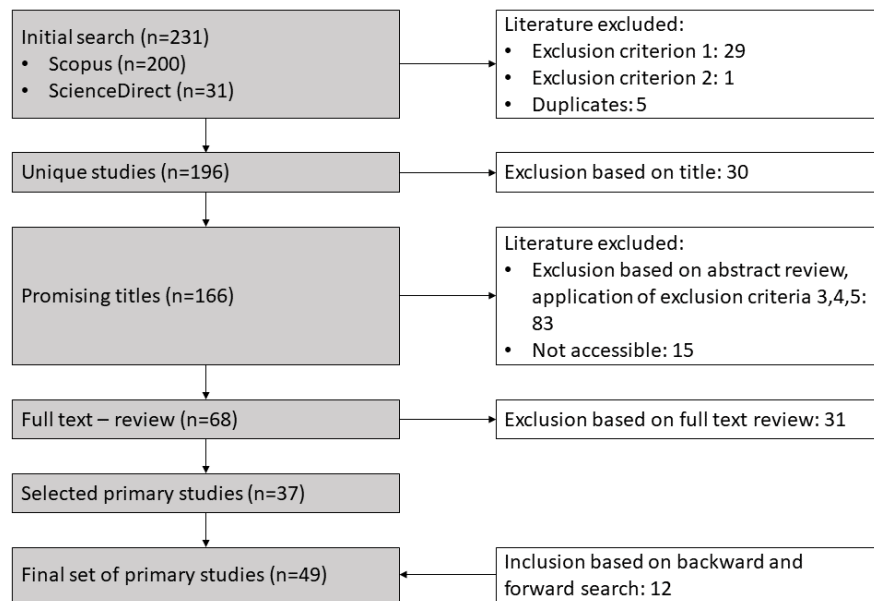 Initial search (n=231)
• Scopus (n=200)
• ScienceDirect (n=31)
Literature excluded:
• Exclusion criterion 1: 29
• Exclusion criterion 2: 1
• Duplicates: 5
Unique studies (n=196)
Exclusion based on title: 30
Promising titles (n=166)
Literature excluded:
• Exclusion based on abstract review,
application of exclusion criteria 3,4,5:
83
• Not accessible: 15
Full text – review (n=68)
Exclusion based on full text review: 31
Selected primary studies (n=37)
Final set of primary studies (n=49)
Inclusion based on backward and
forward search: 12